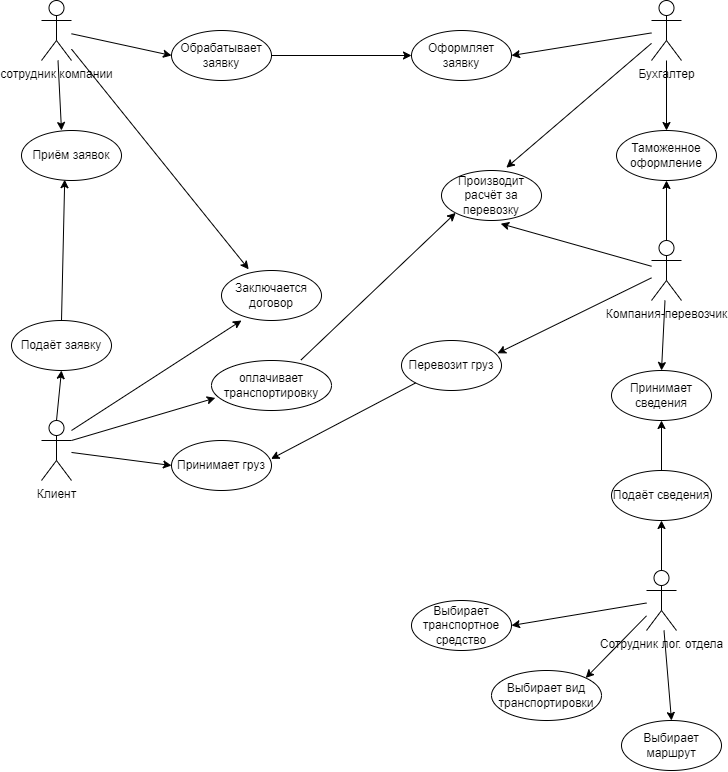 Обрабатывает
заявку
Оформляет
заявку
сотрудник компании
Бухгалтер
Приём заявок
Таможенное
оформление
Производит
расчёт за
перевозку
Заключается
договор
Компания-перевозчик
Подаёт заявку
оплачивает
транспортировку
Перевозит груз
Принимает
сведения
Принимает груз
Клиент
Подаёт сведения
Выбирает
транспортное
средство
Сотрудник лог. отдела
Выбирает вид
транспортировки
Выбирает
маршрут